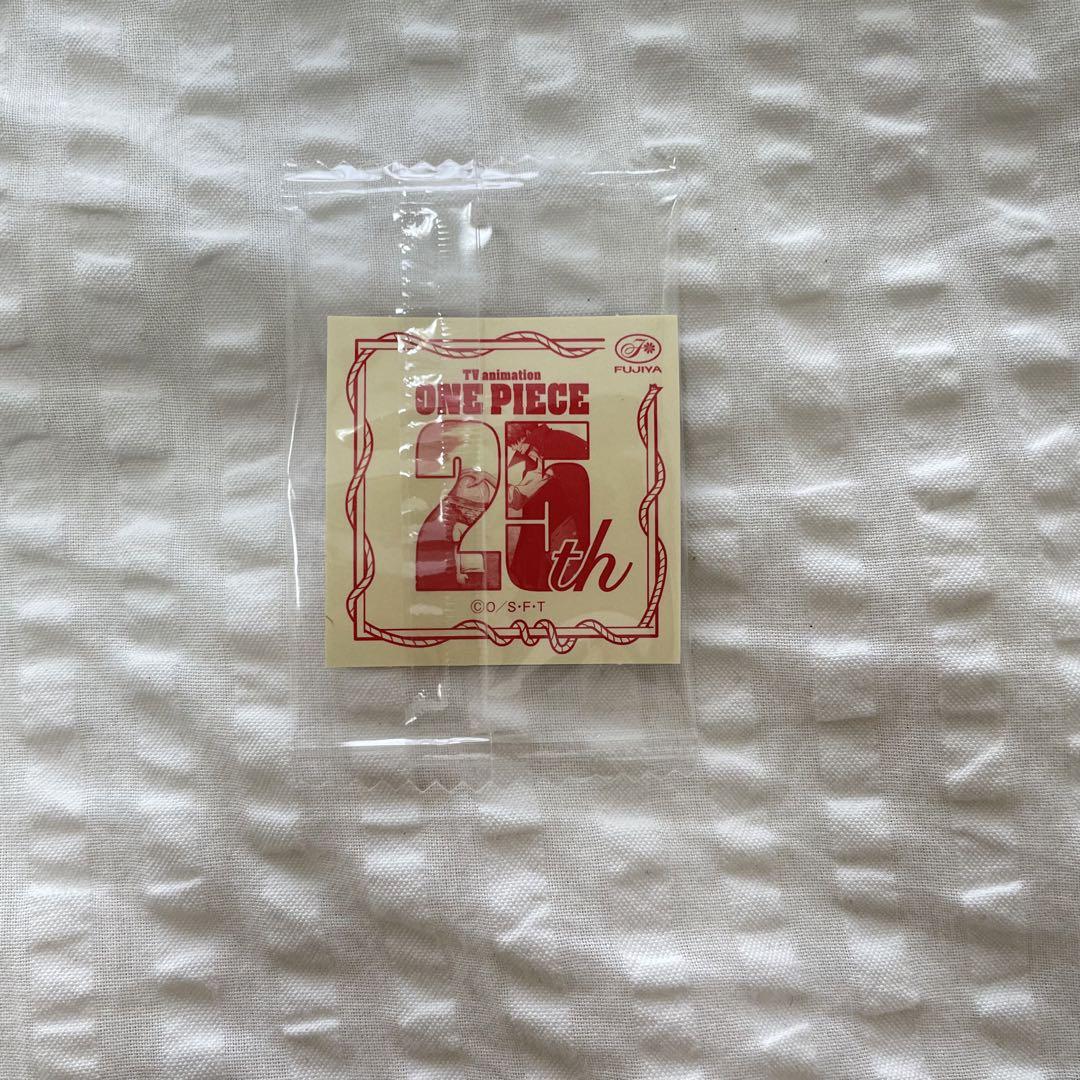 FUJIYA
TV animation
ONE PIECE
25th
©O/S・F・T